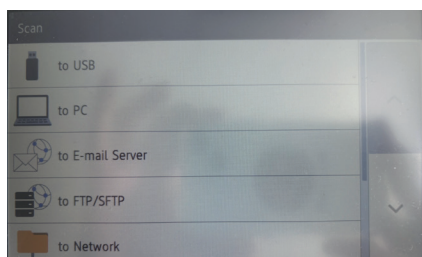 Scan
to USB
to PC
to E-mail Server
to FTP/SFTP
to Network